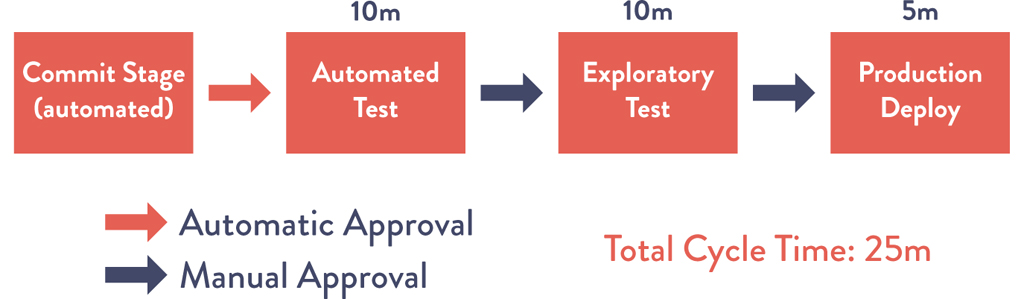 10m
10m
5m
Commit Stage
(automated)
Automated
Test
Exploratory
Test
Production
Deploy
Automatic Approval
Manual Approval
Total Cycle Time: 25m